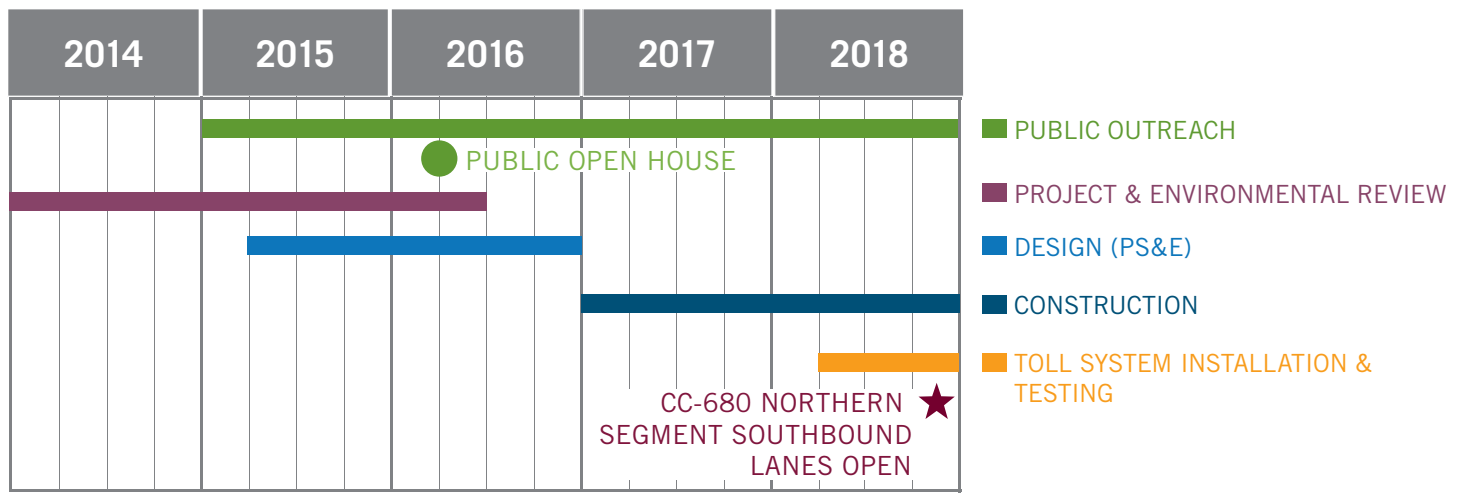 2014 2015 2016 2017 2018
PUBLIC OUTREACH
PUBLIC OPEN HOUSE
PROJECT & ENVIRONMENTAL REVIEW
DESIGN (PS&E)
CONSTRUCTION
TOLL SYSTEM INSTALLATION &
TESTING
CC-680 NORTHERN
SEGMENT SOUTHBOUND
LANES OPEN